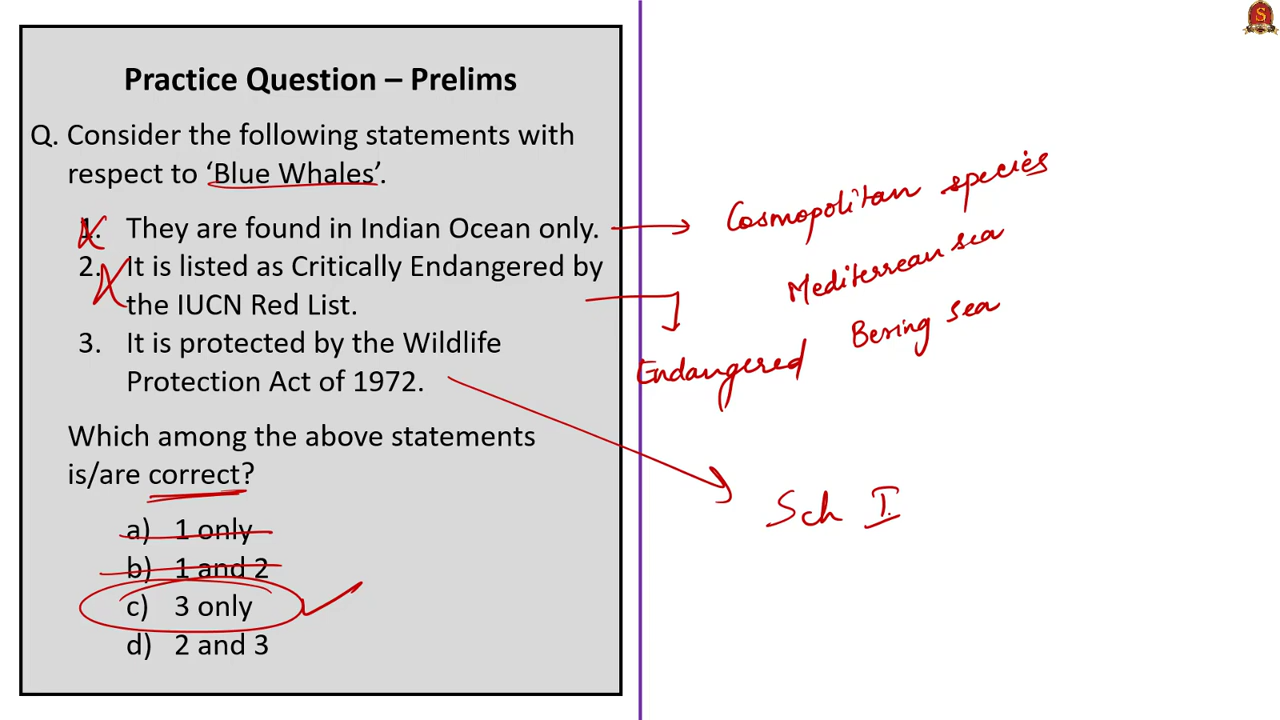 Practice Question – Prelims
Q. Consider the following statements with
respect to ‘Blue Whales’.
1. They are found in Indian Ocean only.
2. It is listed as Critically Endangered by
the IUCN Red List.
3. It is protected by the Wildlife
Protection Act of 1972.
Which among the above statements
is/are correct?
a) 1 only
b) 1 and 2
c) 3 only
d) 2 and 3
Cosmopolitan species
Mediterrean sea
Bering sea
Endangered
Sch I
S